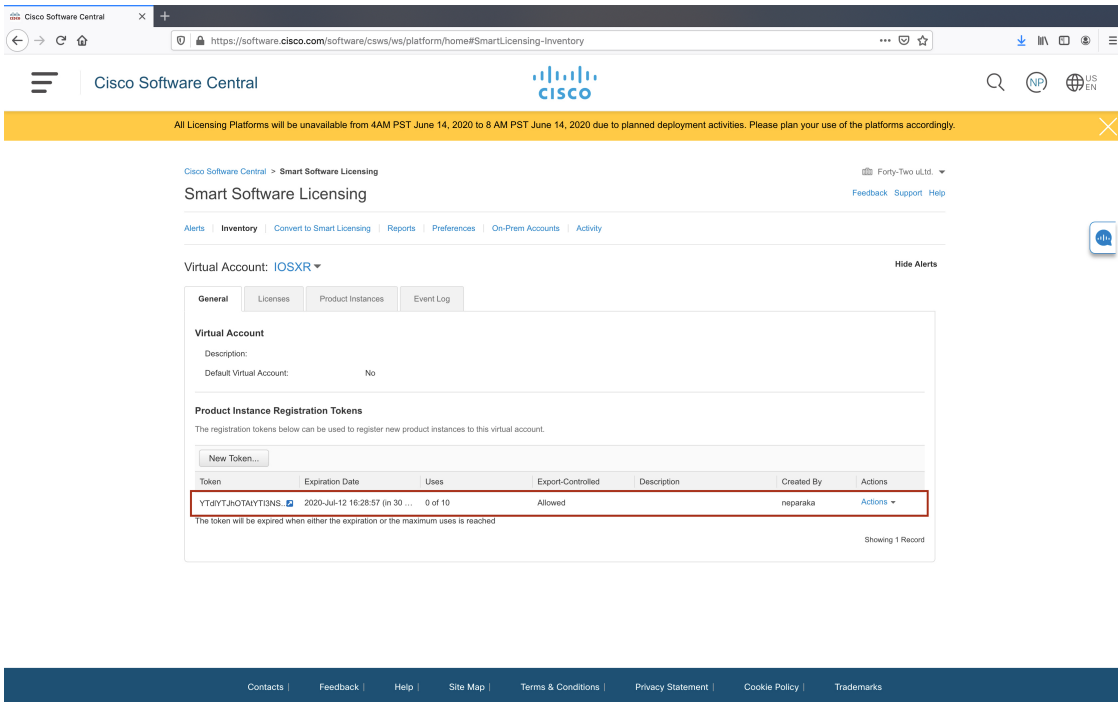 Cisco Software Central
https://software.cisco.com/software/csws/ws/platform/home#SmartLicensing-Inventory
Cisco Software Central
CISCO
NP
US
EN
All Licensing Platforms will be unavailable from 4AM PST June 14, 2020 to 8 AM PST June 14, 2020 due to planned deployment activities. Please plan your use of the platforms accordingly.
Cisco Software Central > Smart Software Licensing
Forty-Two uLtd.
Smart Software Licensing
Feedback Support Help
Alerts | Inventory | Convert to Smart Licensing | Reports | Preferences | On-Prem Accounts | Activity
Virtual Account: IOSXR
Hide Alerts
General Licenses Product Instances Event Log
Virtual Account
Description:
Default Virtual Account: No
Product Instance Registration Tokens
The registration tokens below can be used to register new product instances to this virtual account.
New Token...
Token Expiration Date Uses Export-Controlled Description Created By Actions
2020-Jul-12 16:28:57 (in 30 ... 0 of 10 Allowed neparaka Actions
The token will be expired when either the expiration or the maximum uses is reached
Showing 1 Record
Contacts | Feedback | Help | Site Map | Terms & Conditions | Privacy Statement | Cookie Policy | Trademarks